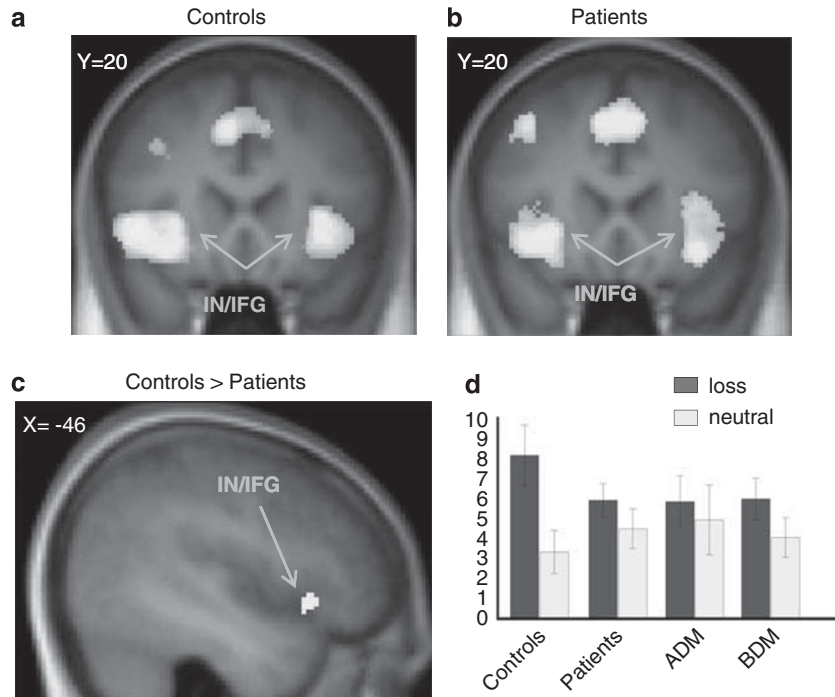 a
Controls
Y=20
IN/IFG
b
Patients
Y=20
IN/IFG
c
Controls > Patients
X= -46
IN/IFG
d
loss
neutral
10
9
8
7
6
5
4
3
2
1
0
Controls
Patients
ADM
BDM